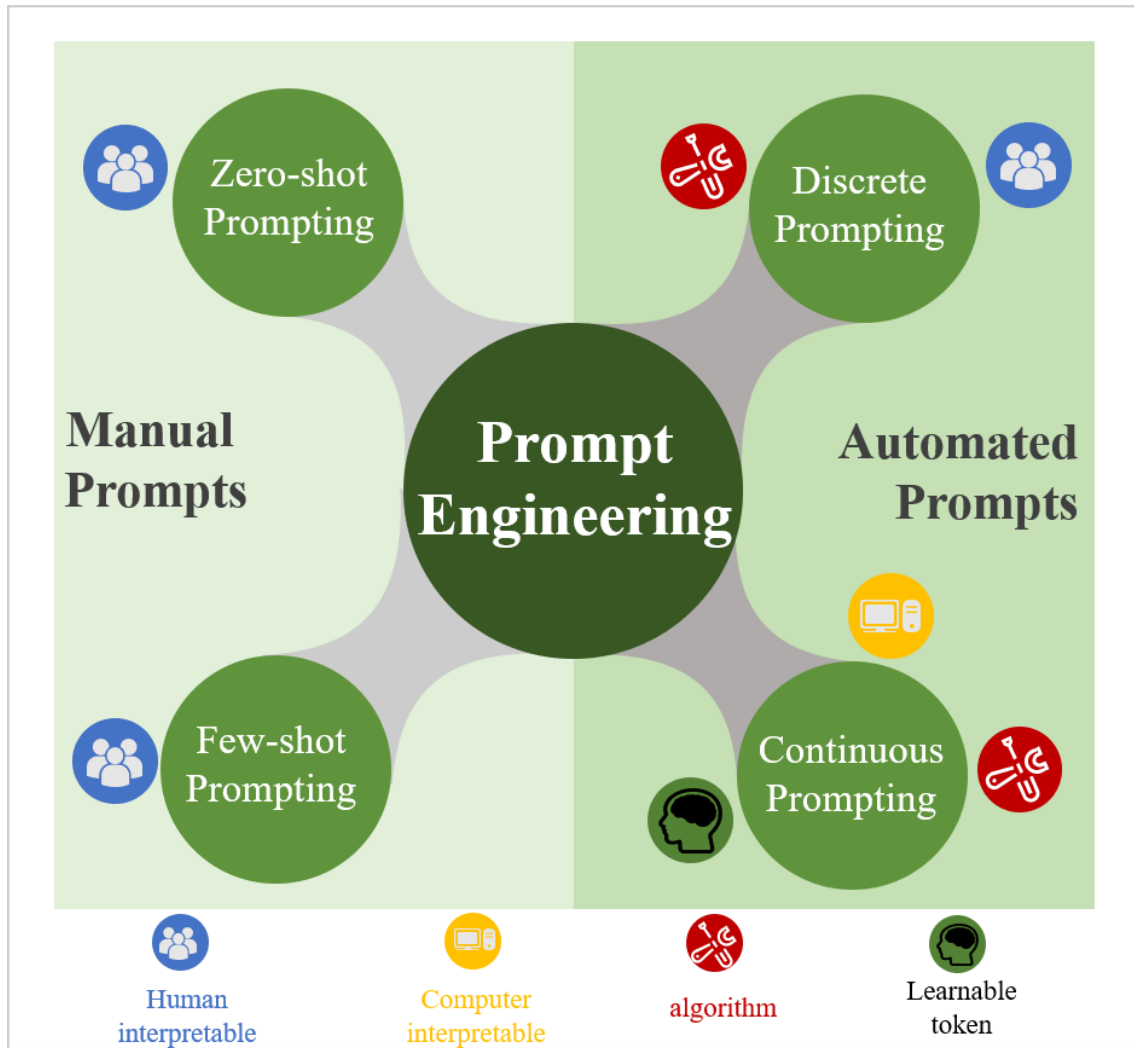 Zero-shot
Prompting
Discrete
Prompting
Manual
Prompts
Prompt
Engineering
Automated
Prompts
Few-shot
Prompting
Continuous
Prompting
Human
interpretable
Computer
interpretable
algorithm
Learnable
token